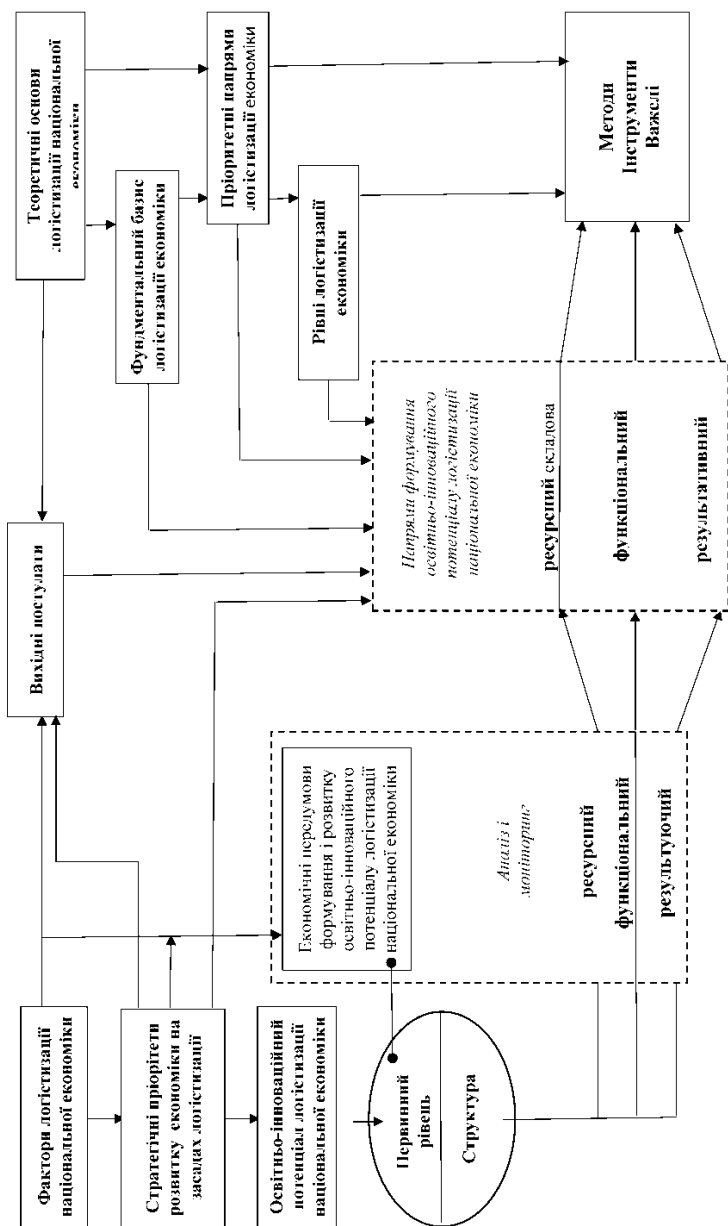 Теоретичні основи
логістизації національної
економіки
Фундментальний базис
логістизації економіки
Пріоритетні напрями
логістизації економіки
Рівні логістизації
економіки
Методи
Інструменти
Важелі
Вихідні постулати
Напрями формування
освітньо-інноваційного
потенціалу логістизації
національної економіки
ресурсний складова
функціональний
результативний
Економічні передумови
формування і розвитку
освітньо-інноваційного
потенціалу логістизації
національної економіки
Аналіз і
моніторинг
ресурсний
функціональний
результуючий
Фактори логістизації
національної економіки
Стратегічні пріорітети
розвитку економіки на
засадах логістизації
Освітньо-інноваційний
потенціал логістизації
національної економіки
Первинний
рівень
Структура